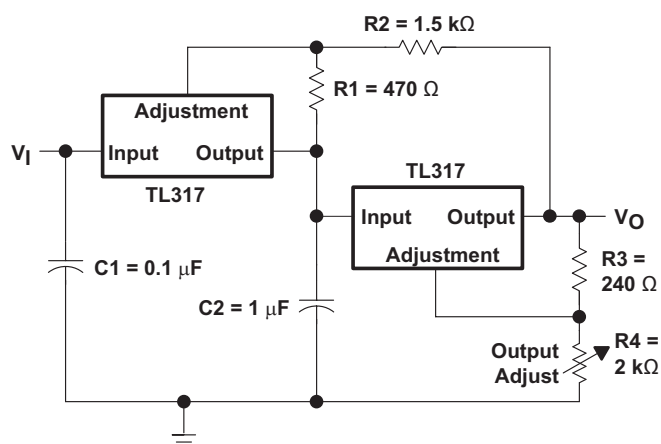 R2 = 1.5 kΩ
R1 = 470 Ω
Adjustment
VI
Input
Output
TL317
TL317
Input
Output
VO
Adjustment
C1 = 0.1 μF
R3 =
240 Ω
C2 = 1 μF
Output
Adjust
R4 =
2 kΩ